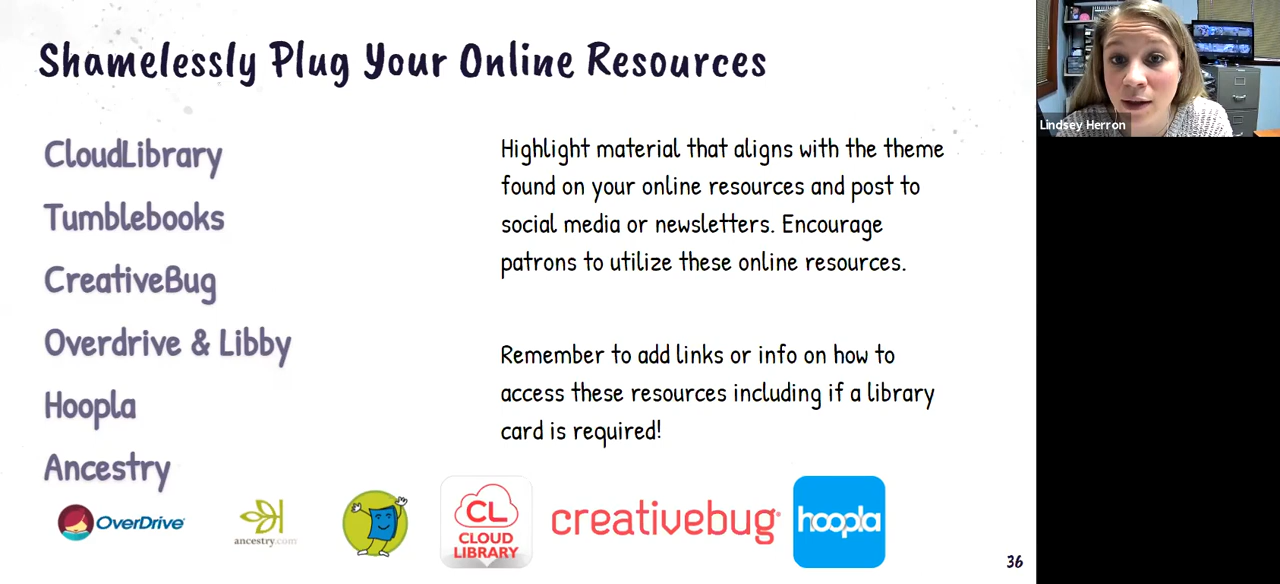 Shamelessly Plug Your Online Resources
CloudLibrary
Tumblebooks
CreativeBug
Overdrive & Libby
Hoopla
Ancestry
Highlight material that aligns with the theme
found on your online resources and post to
social media or newsletters. Encourage
patrons to utilize these online resources.
Remember to add links or info on how to
access these resources including if a library
card is required!
OverDrive
ancestry.com
CL
CLOUD
LIBRARY
creativebug
hoopla
36
Lindsey Herron